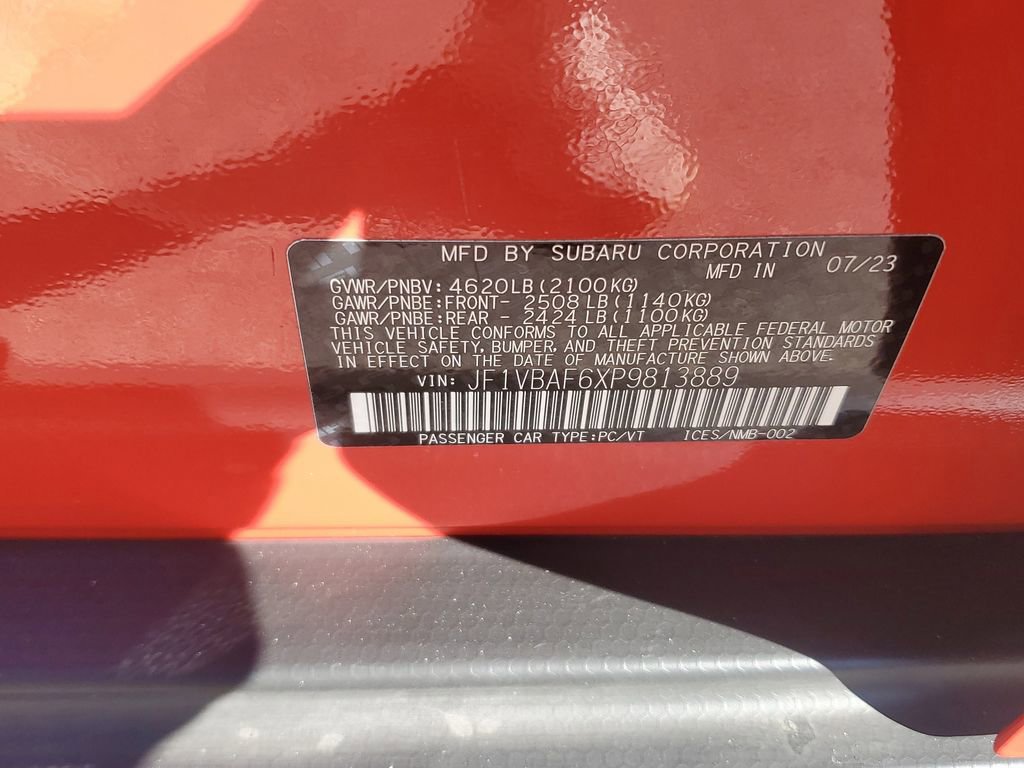 MFD BY SUBARU CORPORATION
MFD IN 07/23
GVWR/PNBV: 4620LB(2100KG)
GAWR/PNBE:FRONT- 2508LB(1140KG)
GAWR/PNBE:REAR - 2424LB(1100KG)
THIS VEHICLE CONFORMS TO ALL APPLICABLE FEDERAL MOTOR
VEHICLE SAFETY, BUMPER, AND THEFT PREVENTION STANDARDS
IN EFFECT ON THE DATE OF MANUFACTURE SHOWN ABOVE.
VIN: JF1VBAF6XP9813889
PASSENGER CAR TYPE:PC/VT ICES/NMB-002